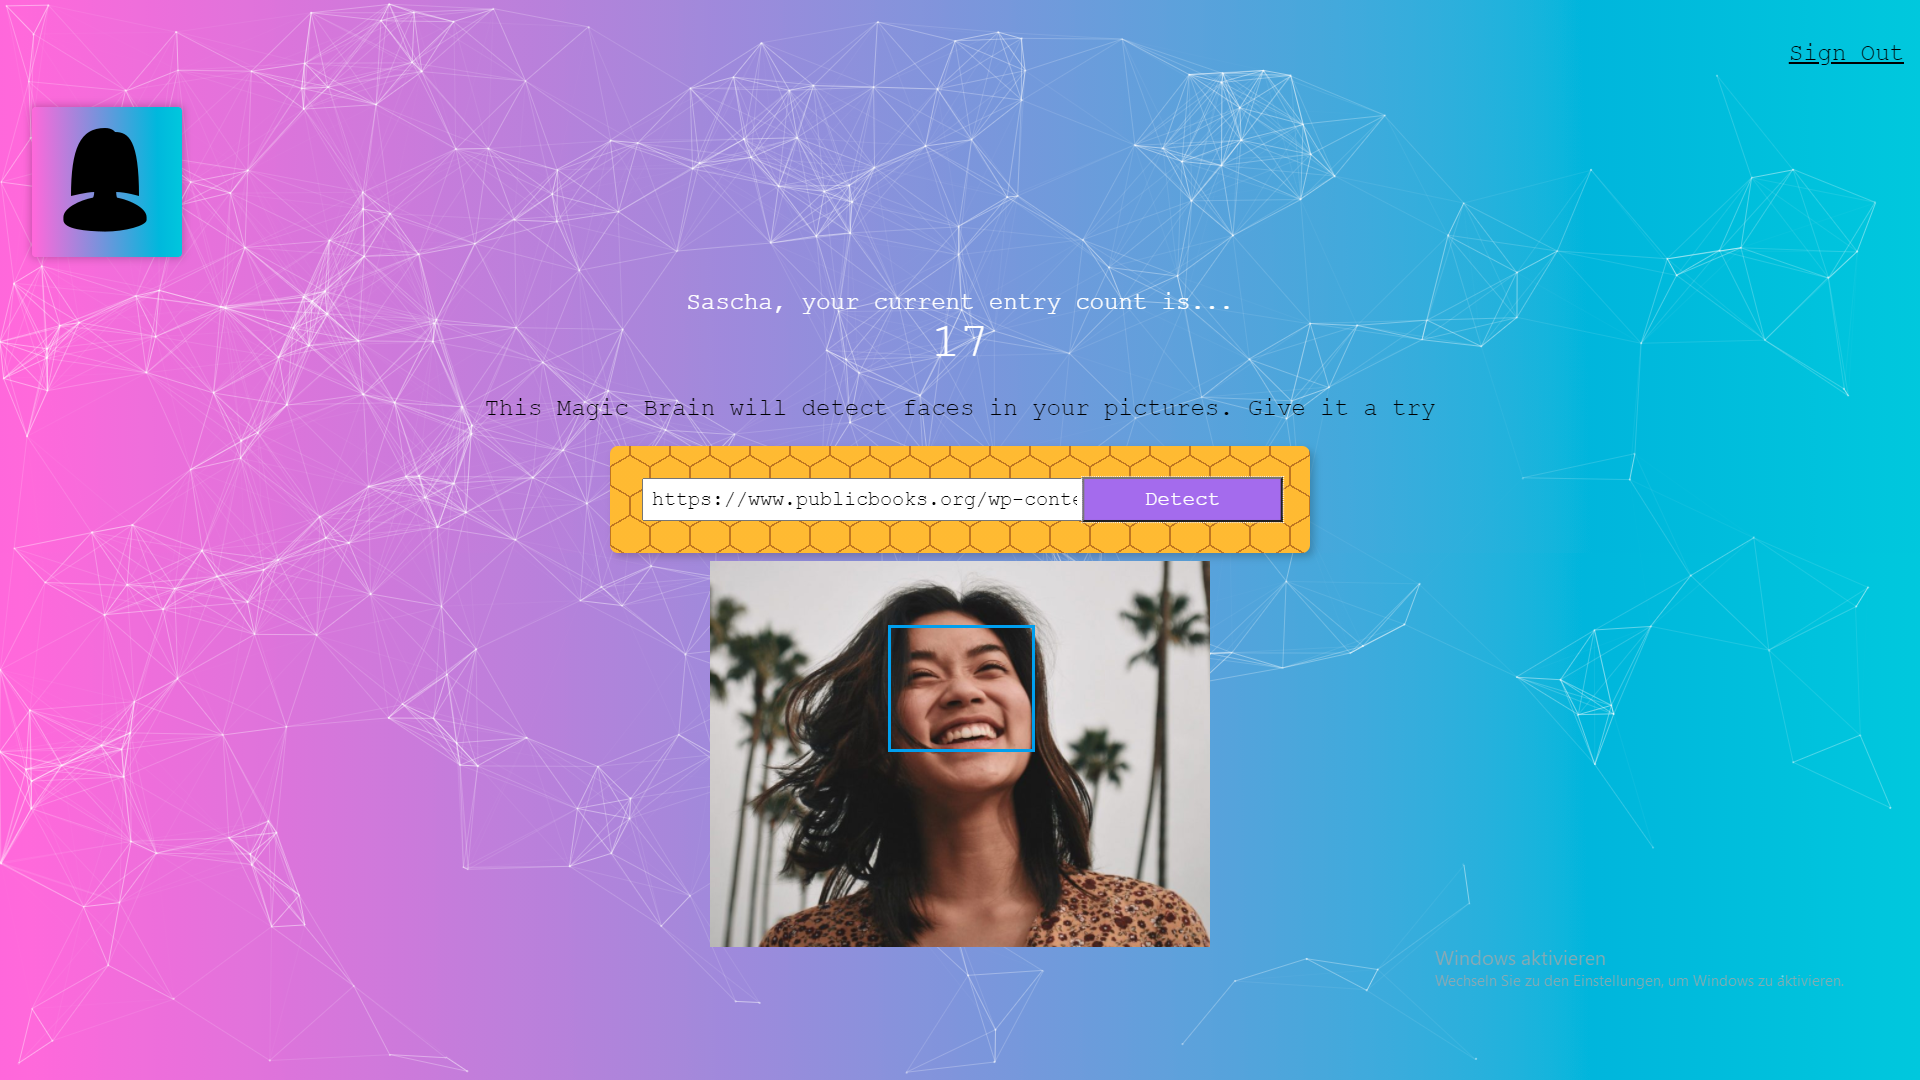 Sign Out
Sascha, your current entry count is...
17
This Magic Brain will detect faces in your pictures. Give it a try
https://www.publicbooks.org/wp-conte
Detect
Windows aktivieren
Wechseln Sie zu den Einstellungen, um Windows zu aktivieren.